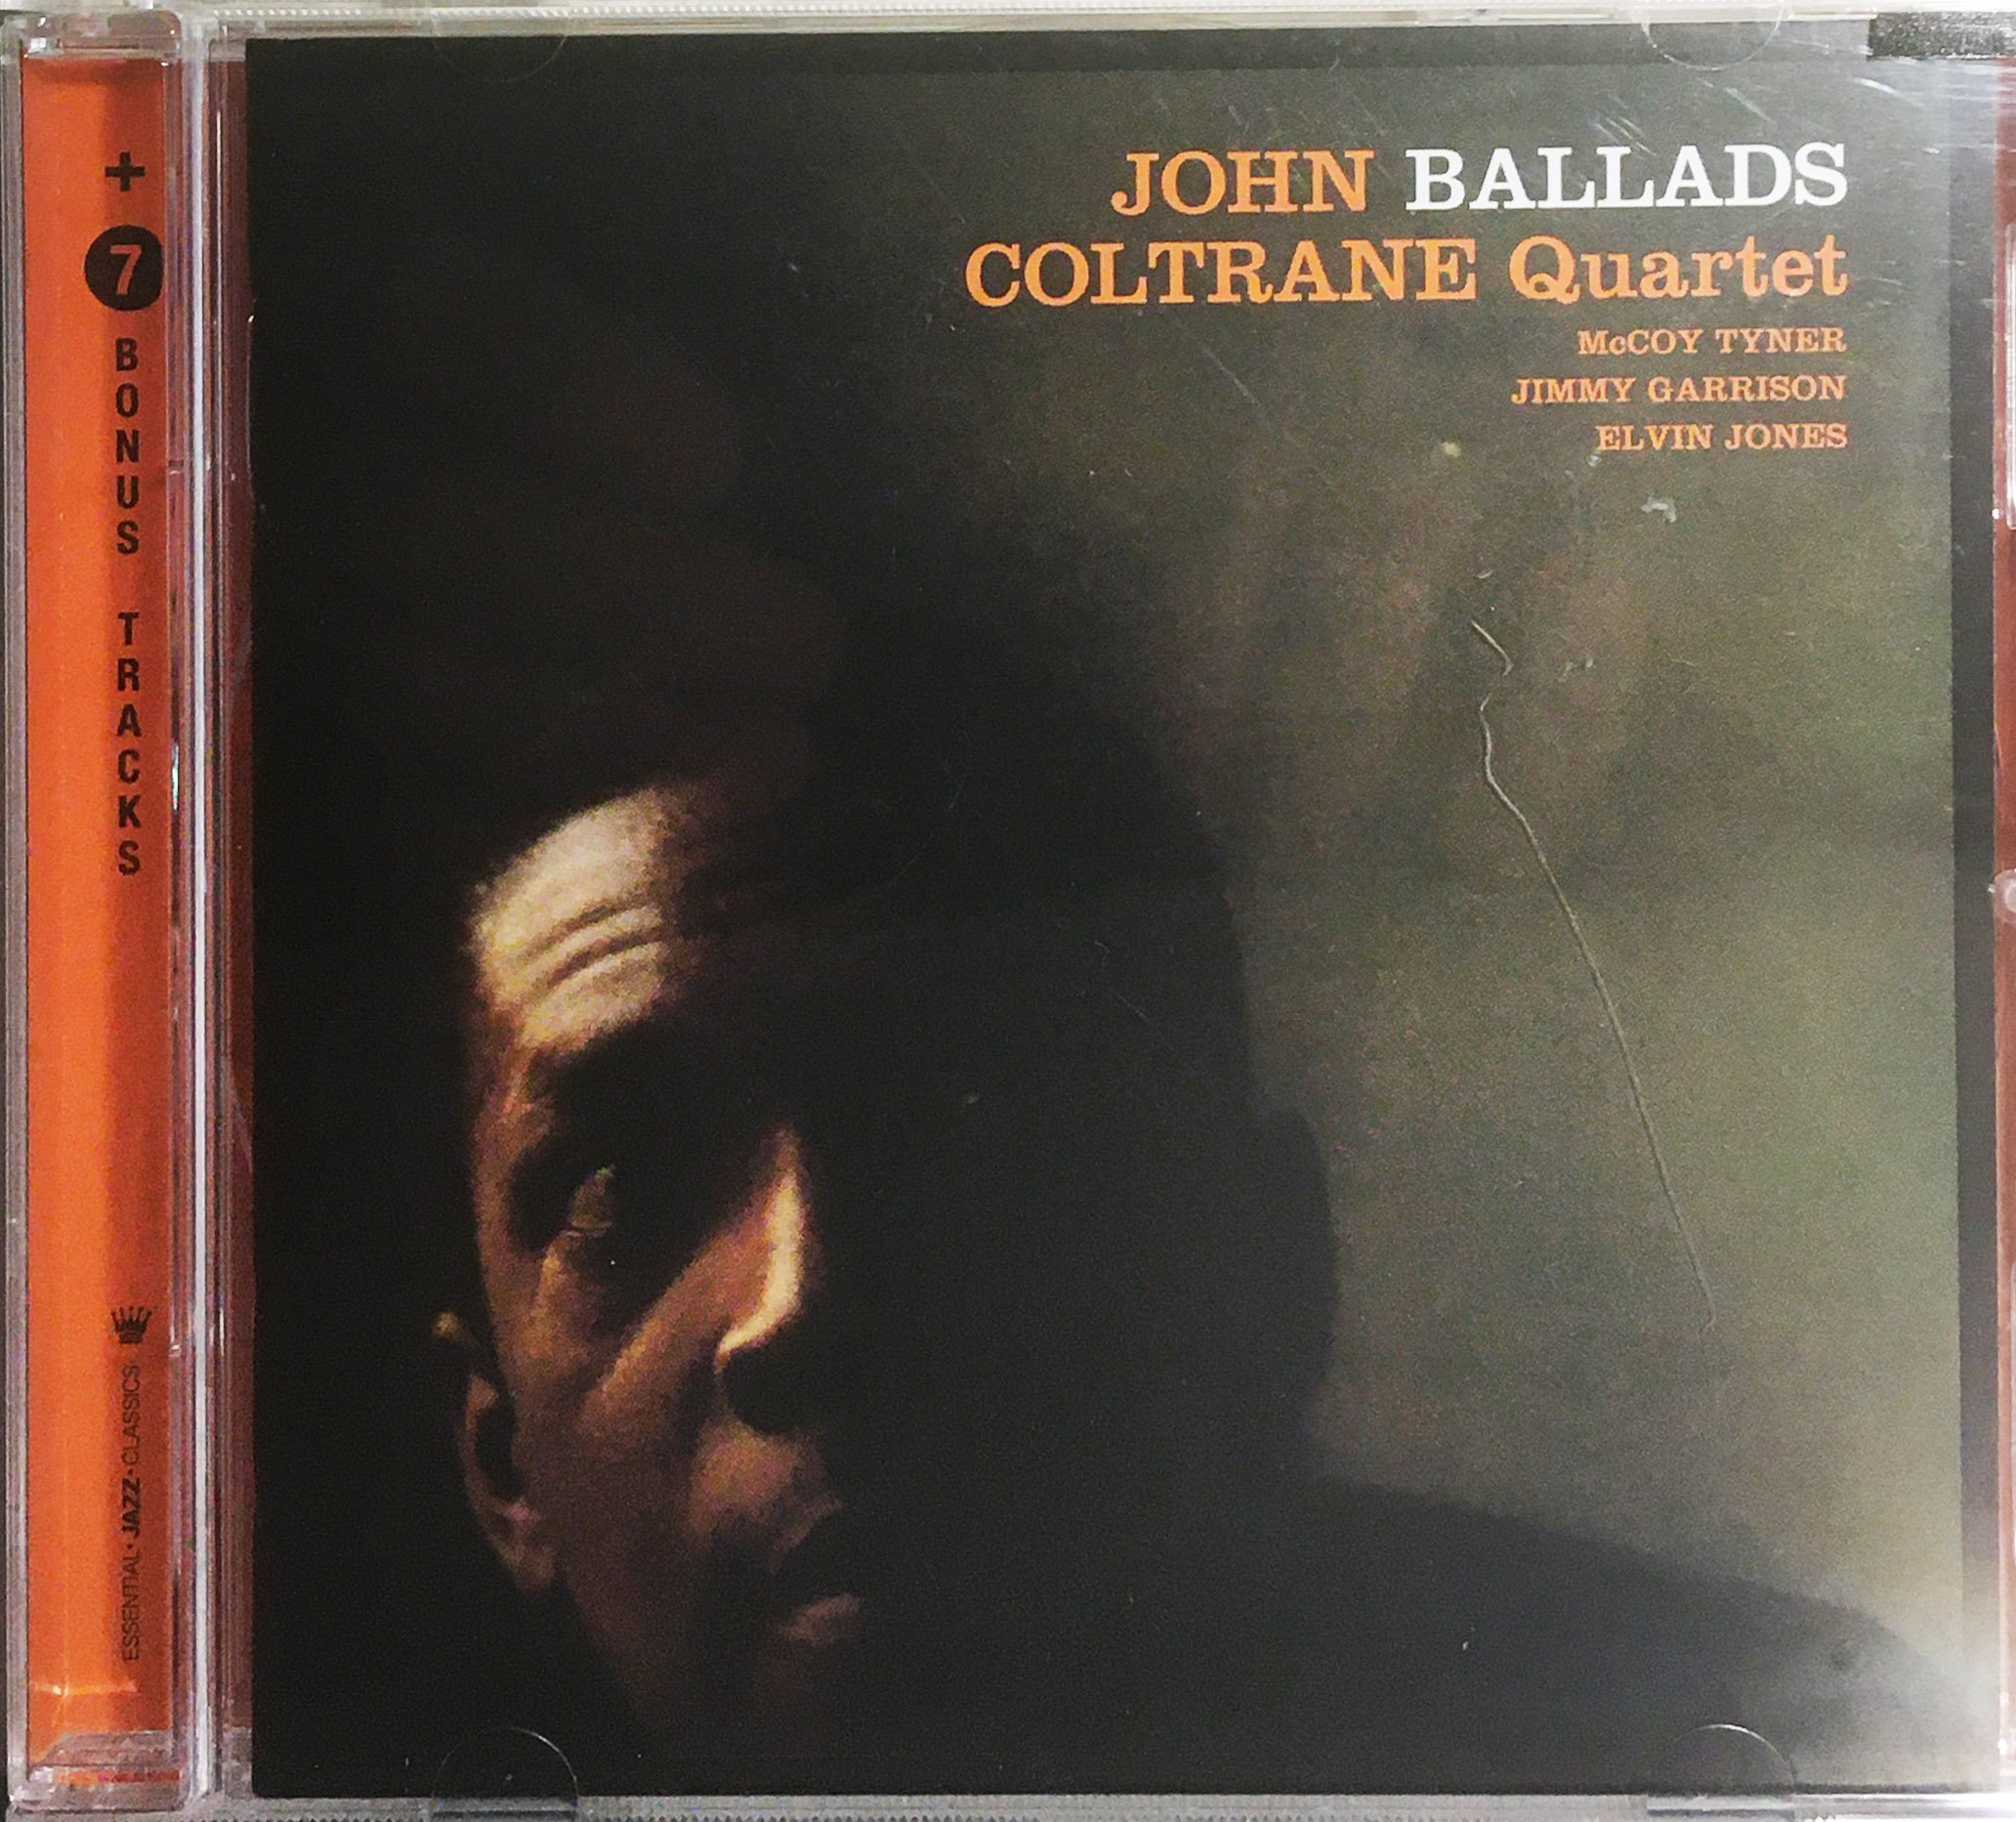 +
7
BONUS TRACKS
ESSENTIAL·JAZZ·CLASSICS
JOHN BALLADS
COLTRANE Quartet
McCOY TYNER
JIMMY GARRISON
ELVIN JONES